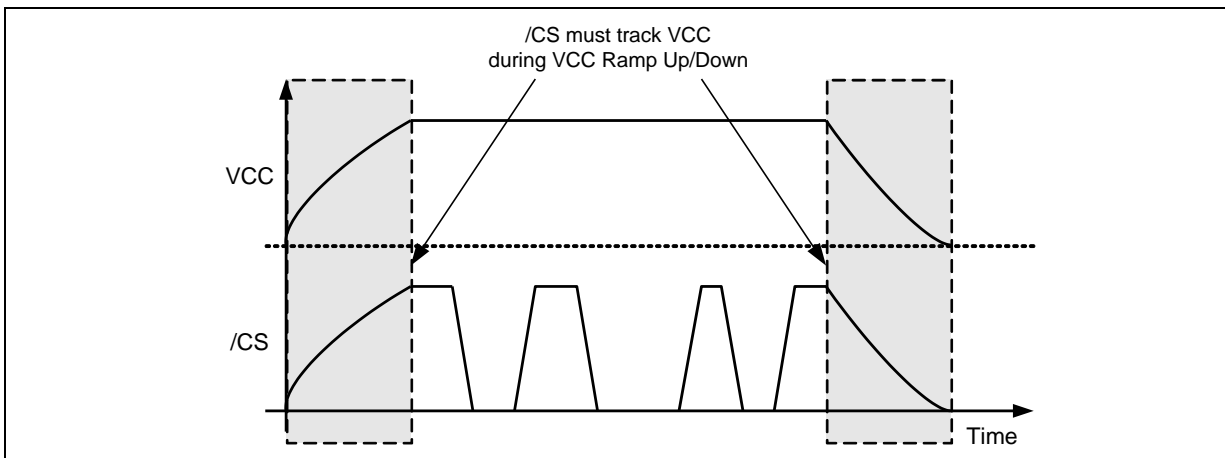 /CS must track VCC
during VCC Ramp Up/Down
VCC
/CS
Time